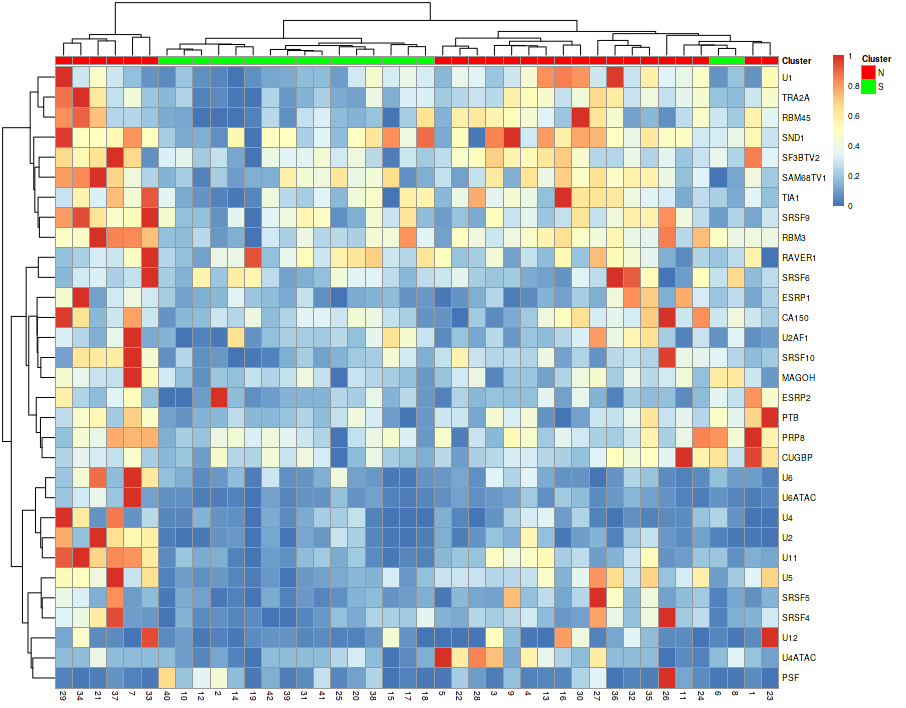 Cluster
1
Cluster
N
0.8
S
0.6
0.4
0.2
0
U1
TRA2A
RBM45
SND1
SF3BTV2
SAM68TV1
TIA1
SRSF9
RBM3
RAVER1
SRSF6
ESRP1
CA150
U2AF1
SRSF10
MAGOH
ESRP2
PTB
PRP8
CUGBP
U6
U6ATAC
U4
U2
U11
U5
SRSF5
SRSF4
U12
U4ATAC
PSF
29 34 21 37 7 33 40 10 12 2 14 19 42 39 31 41 25 20 38 15 17 18 5 22 28 3 9 4 13 16 30 27 36 32 35 26 11 24 6 8 1 23